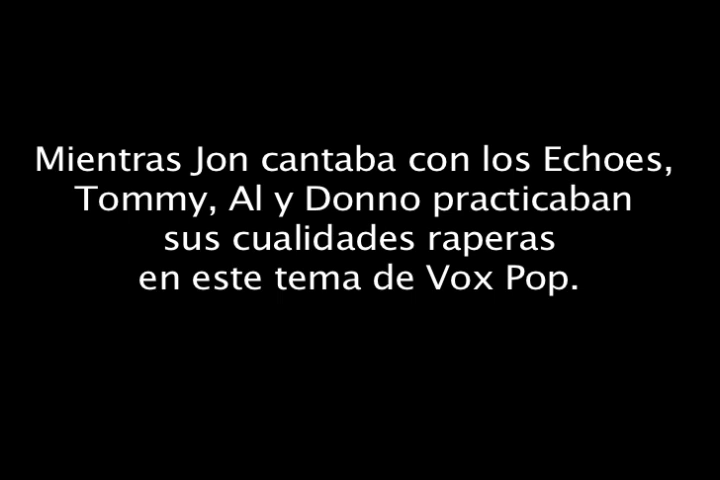 Mientras Jon cantaba con los Echoes,
Tommy, Al y Donno practicaban
sus cualidades raperas
en este tema de Vox Pop.